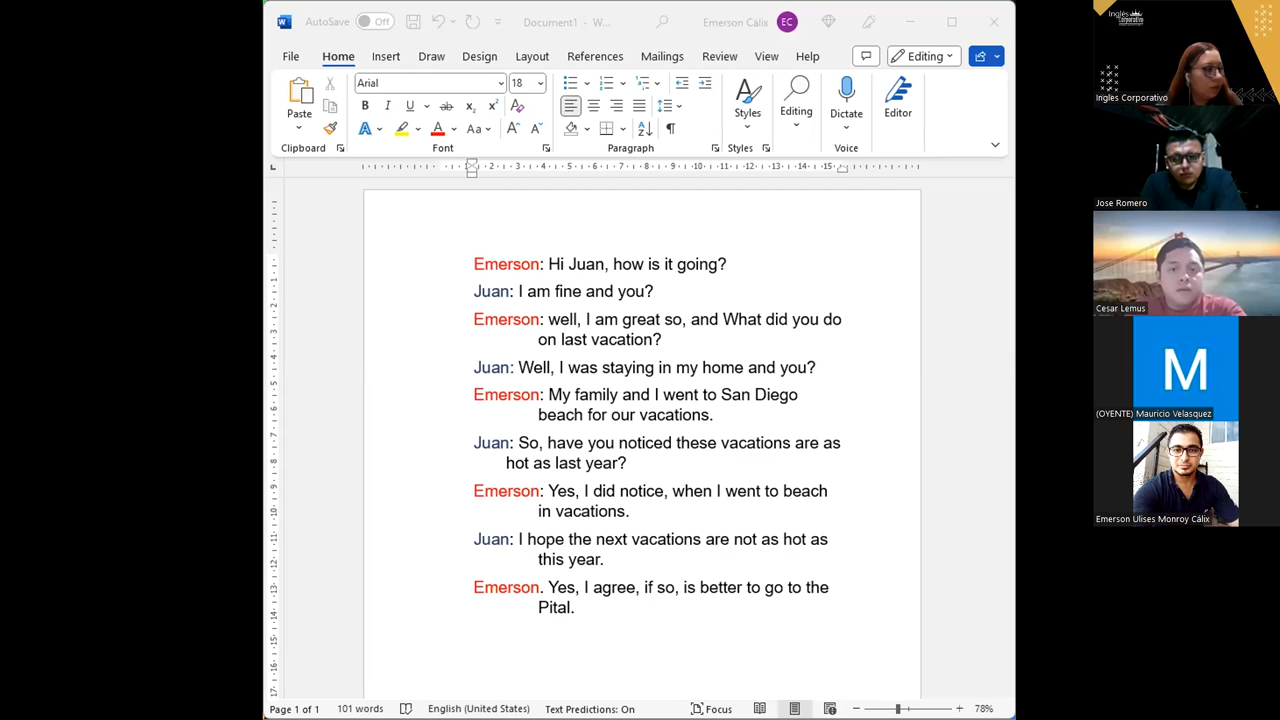 AutoSave Off Document1 - W... Emerson Cálix EC
File Home Insert Draw Design Layout References Mailings Review View Help Editing
Arial 18
Paste Styles Editing Dictate Editor
Clipboard Font Paragraph Styles Voice
Emerson: Hi Juan, how is it going?
Juan: I am fine and you?
Emerson: well, I am great so, and What did you do
on last vacation?
Juan: Well, I was staying in my home and you?
Emerson: My family and I went to San Diego
beach for our vacations.
Juan: So, have you noticed these vacations are as
hot as last year?
Emerson: Yes, I did notice, when I went to beach
in vacations.
Juan: I hope the next vacations are not as hot as
this year.
Emerson. Yes, I agree, if so, is better to go to the
Pital.
Page 1 of 1 101 words English (United States) Text Predictions: On Focus 78%
Inglés
Corporativo
Ingles Corporativo
Jose Romero
Cesar Lemus
M
(OYENTE) Mauricio Velasquez
Emerson Ulises Monroy Cálix